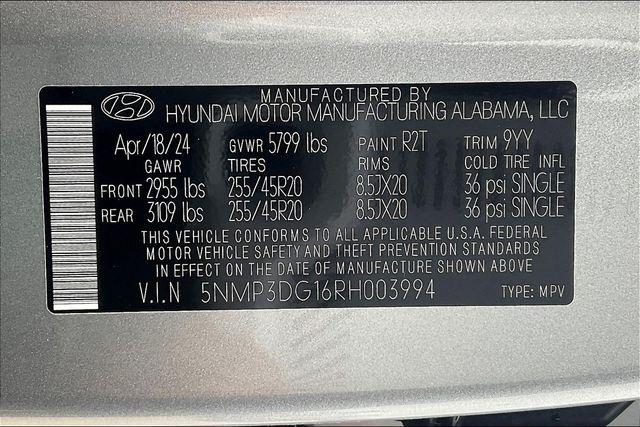 MANUFACTURED BY
HYUNDAI MOTOR MANUFACTURING ALABAMA, LLC
Apr/18/24 GVWR 5799 lbs PAINT R2T TRIM 9YY
GAWR TIRES RIMS COLD TIRE INFL
FRONT 2955 lbs 255/45R20 8.5JX20 36 psi SINGLE
REAR 3109 lbs 255/45R20 8.5JX20 36 psi SINGLE
THIS VEHICLE CONFORMS TO ALL APPLICABLE U.S.A. FEDERAL
MOTOR VEHICLE SAFETY AND THEFT PREVENTION STANDARDS
IN EFFECT ON THE DATE OF MANUFACTURE SHOWN ABOVE
V.I.N 5NMP3DG16RH003994 TYPE: MPV